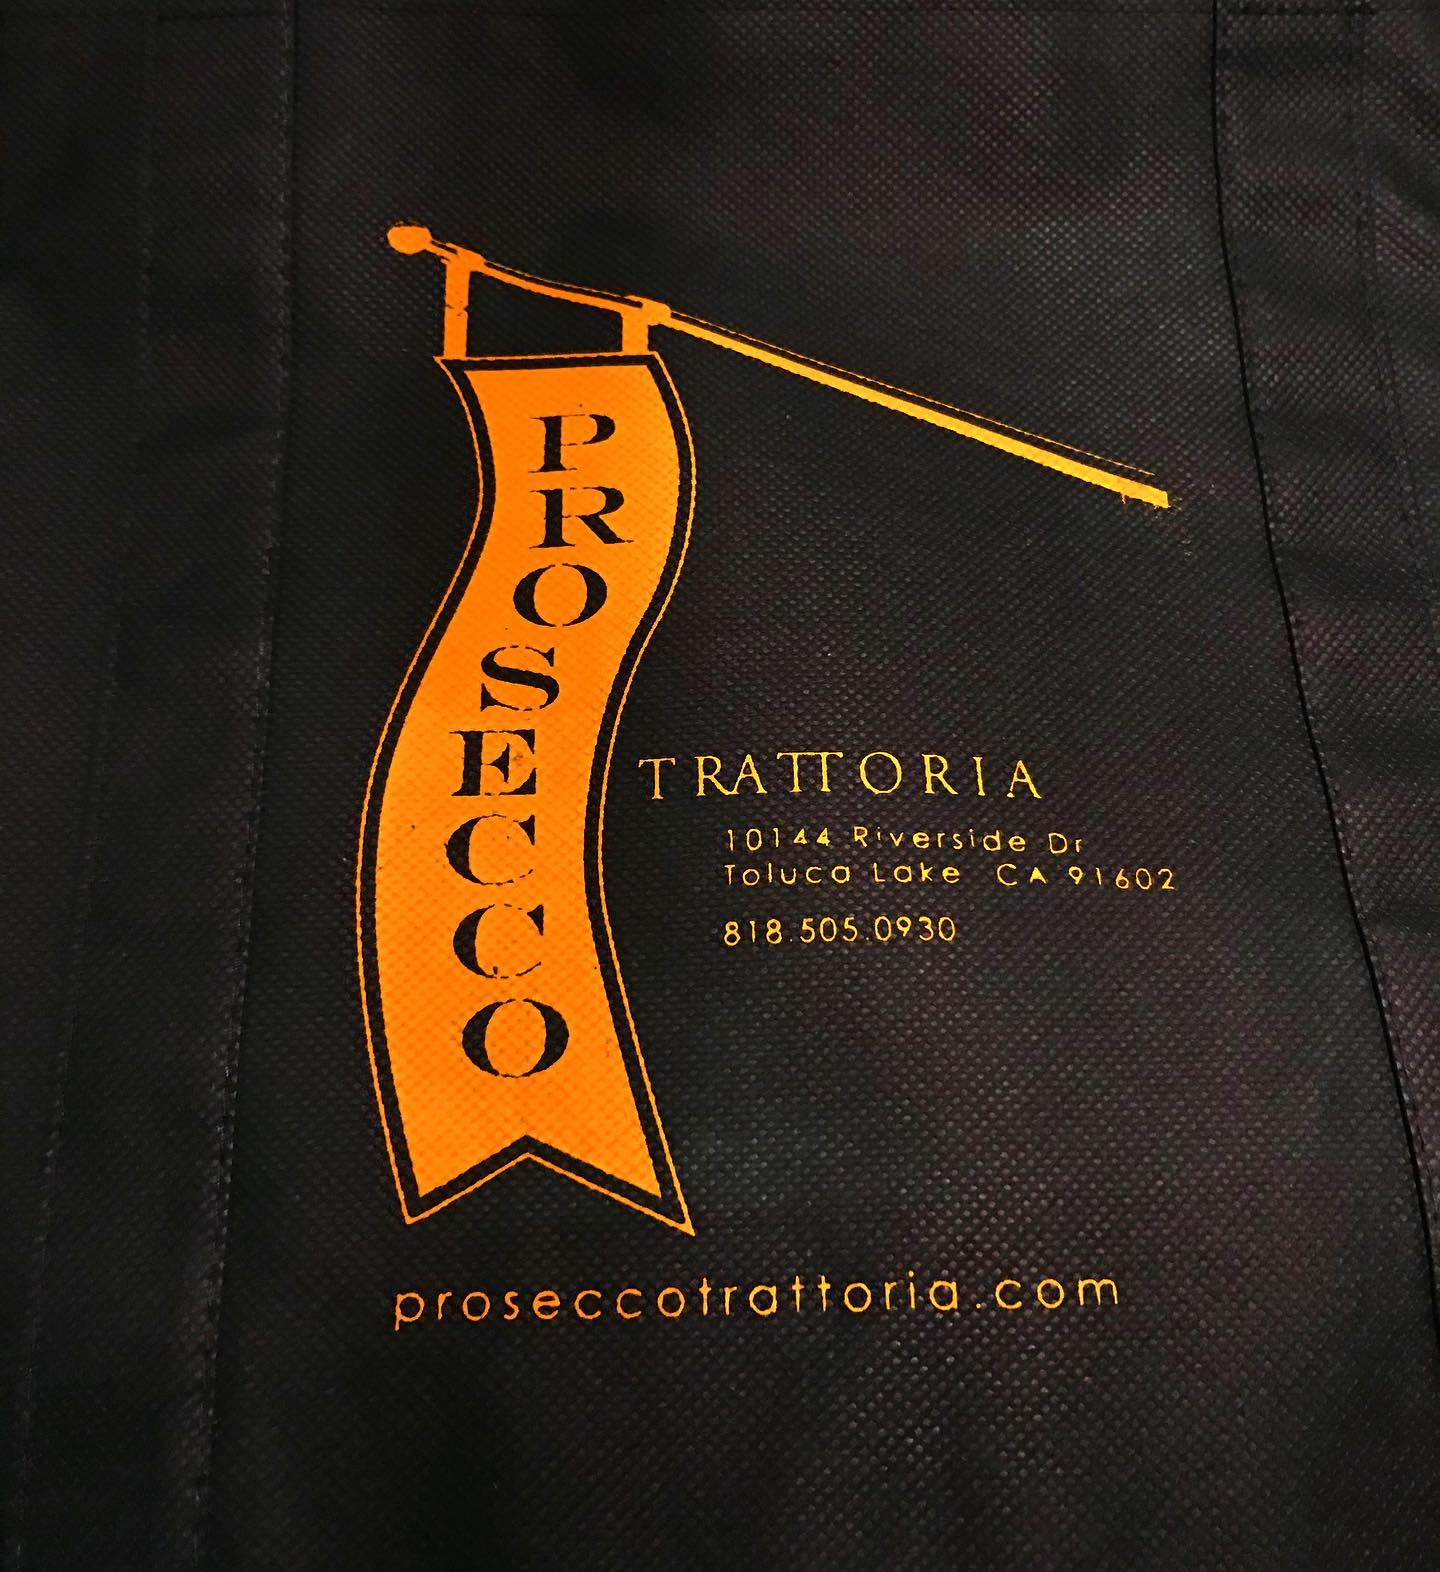 PROSECCO
TRATTORIA
10144 Riverside Dr
Toluca Lake CA 91602
818.505.0930
proseccotrattoria.com